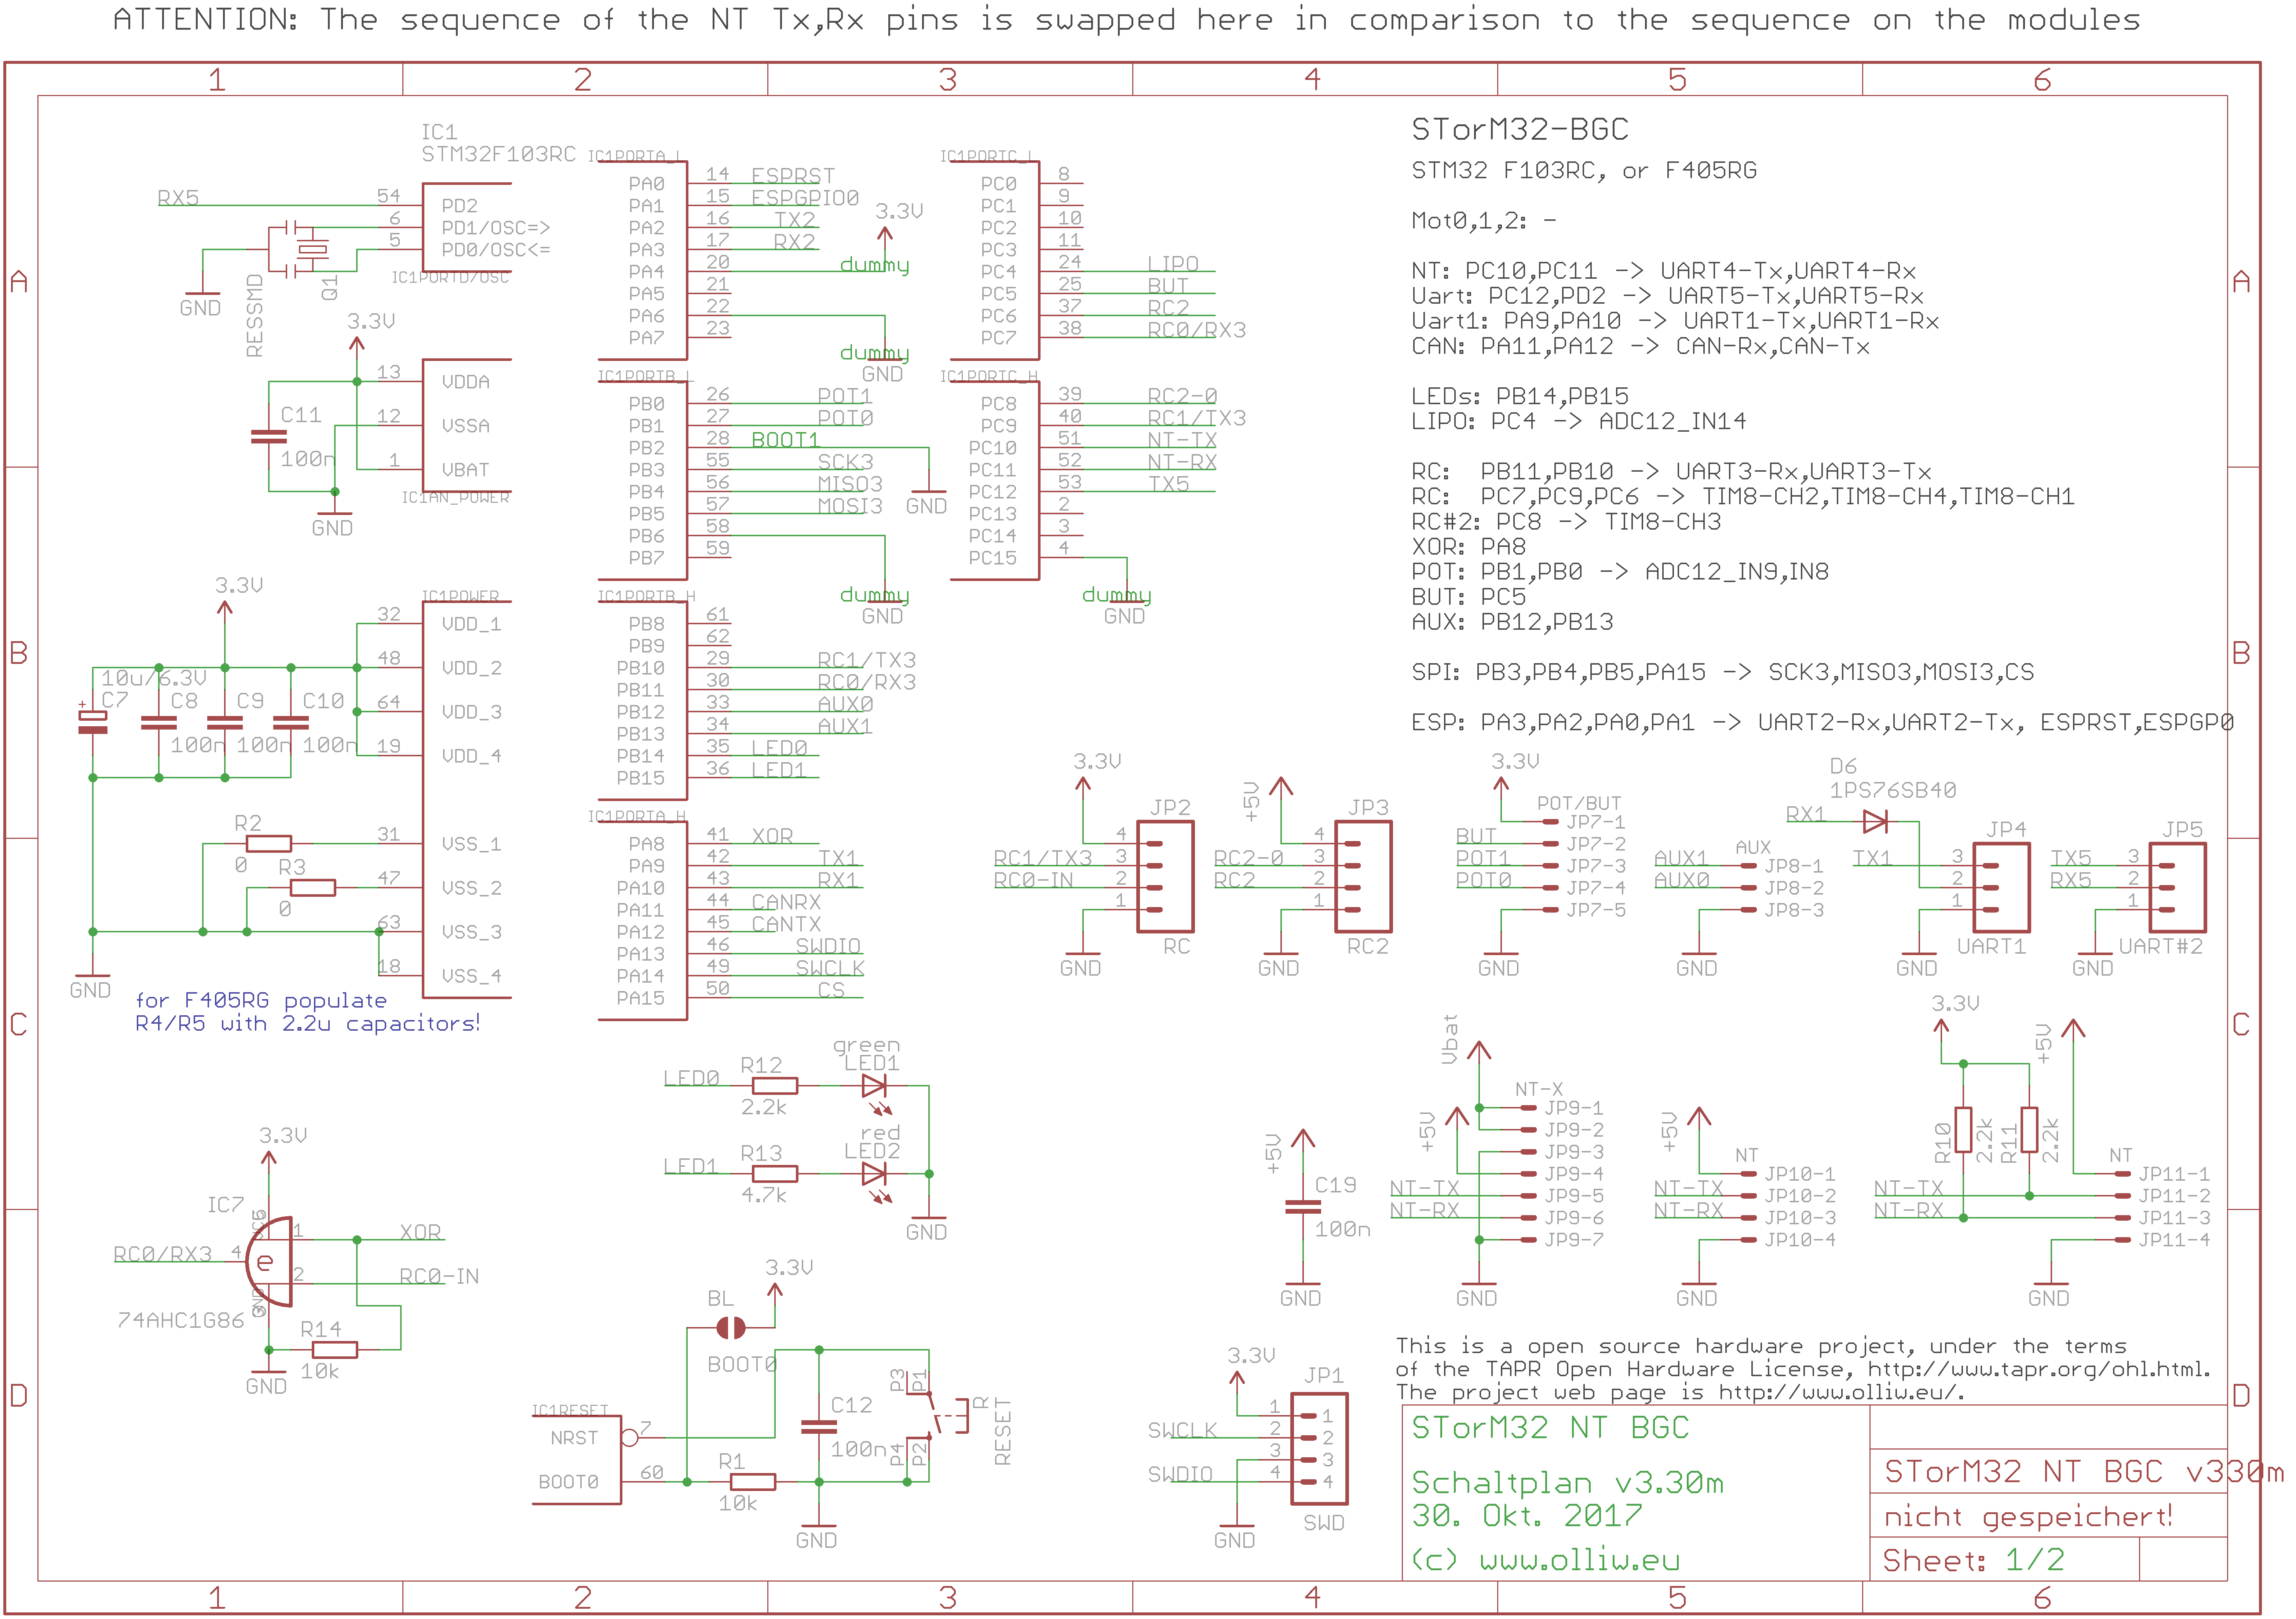 ATTENTION: The sequence of the NT Tx,Rx pins is swapped here in comparison to the sequence on the modules
1 2 3 4 5 6
A
B
C
D
IC1
STM32F103RC
RX5
54 PD2
6 PD1/OSC=>
5 PD0/OSC<=
IC1PORTD/OSC
RESSMD
Q1
GND
3.3V
13 VDDA
12 VSSA
1 VBAT
IC1AN_POWER
C11
100n
GND
3.3V
IC1POWER
32 VDD_1
48 VDD_2
64 VDD_3
19 VDD_4
31 VSS_1
47 VSS_2
63 VSS_3
18 VSS_4
10u/6.3V
C7
C8
100n
C9
100n
C10
100n
R2
0
R3
0
GND
for F405RG populate
R4/R5 with 2.2u capacitors!
IC1PORTA_L
PA0 14 ESPRST
PA1 15 ESPGPIO0
PA2 16 TX2
PA3 17 RX2
PA4 20
PA5 21
PA6 22
PA7 23
3.3V
dummy
dummy
GND
IC1PORTB_L
PB0 26 POT1
PB1 27 POT0
PB2 28 BOOT1
PB3 55 SCK3
PB4 56 MISO3
PB5 57 MOSI3
PB6 58
PB7 59
GND
dummy
GND
IC1PORTB_H
PB8 61
PB9 62
PB10 29 RC1/TX3
PB11 30 RC0/RX3
PB12 33 AUX0
PB13 34 AUX1
PB14 35 LED0
PB15 36 LED1
IC1PORTA_H
PA8 41 XOR
PA9 42 TX1
PA10 43 RX1
PA11 44 CANRX
PA12 45 CANTX
PA13 46 SWDIO
PA14 49 SWCLK
PA15 50 CS
IC1PORTC_L
PC0 8
PC1 9
PC2 10
PC3 11
PC4 24 LIPO
PC5 25 BUT
PC6 37 RC2
PC7 38 RC0/RX3
IC1PORTC_H
PC8 39 RC2-0
PC9 40 RC1/TX3
PC10 51 NT-TX
PC11 52 NT-RX
PC12 53 TX5
PC13 2
PC14 3
PC15 4
dummy
GND
STorM32-BGC
STM32 F103RC, or F405RG
Mot0,1,2: -
NT: PC10,PC11 -> UART4-Tx,UART4-Rx
Uart: PC12,PD2 -> UART5-Tx,UART5-Rx
Uart1: PA9,PA10 -> UART1-Tx,UART1-Rx
CAN: PA11,PA12 -> CAN-Rx,CAN-Tx
LEDs: PB14,PB15
LIPO: PC4 -> ADC12_IN14
RC: PB11,PB10 -> UART3-Rx,UART3-Tx
RC: PC7,PC9,PC6 -> TIM8-CH2,TIM8-CH4,TIM8-CH1
RC#2: PC8 -> TIM8-CH3
XOR: PA8
POT: PB1,PB0 -> ADC12_IN9,IN8
BUT: PC5
AUX: PB12,PB13
SPI: PB3,PB4,PB5,PA15 -> SCK3,MISO3,MOSI3,CS
ESP: PA3,PA2,PA0,PA1 -> UART2-Rx,UART2-Tx, ESPRST,ESPGP0
3.3V
JP2
4
RC1/TX3 3
RC0-IN 2
1
GND
RC
+5V
JP3
4
RC2-0 3
RC2 2
1
GND
RC2
3.3V
POT/BUT
JP7-1
BUT JP7-2
POT1 JP7-3
POT0 JP7-4
JP7-5
GND
AUX
AUX1 JP8-1
AUX0 JP8-2
JP8-3
GND
D6
1PS76SB40
RX1
JP4
TX1 3
2
1
GND
UART1
JP5
TX5 3
RX5 2
1
GND
UART#2
LED0
R12
2.2k
green
LED1
LED1
R13
4.7k
red
LED2
GND
3.3V
IC7
VCC 5
1 XOR
RC0/RX3 4
e
2 RC0-IN
GND 3
74AHC1G86
R14
10k
GND
BL
BOOT0
3.3V
IC1RESET
NRST 7
BOOT0 60
R1
10k
C12
100n
P3 P1
P4 P2
R
RESET
GND
+5V
C19
100n
GND
Vbat
+5V
NT-X
JP9-1
JP9-2
JP9-3
JP9-4
NT-TX JP9-5
NT-RX JP9-6
JP9-7
GND
+5V
NT
JP10-1
NT-TX JP10-2
NT-RX JP10-3
JP10-4
GND
3.3V
+5V
R10
2.2k
R11
2.2k
NT
JP11-1
NT-TX JP11-2
NT-RX JP11-3
JP11-4
GND
3.3V
JP1
1 1
SWCLK 2 2
3 3
SWDIO 4 4
GND
SWD
This is a open source hardware project, under the terms
of the TAPR Open Hardware License, http://www.tapr.org/ohl.html.
The project web page is http://www.olliw.eu/.
STorM32 NT BGC
Schaltplan v3.30m
30. Okt. 2017
(c) www.olliw.eu
STorM32 NT BGC v330m
nicht gespeichert!
Sheet: 1/2
A
B
C
D
1 2 3 4 5 6